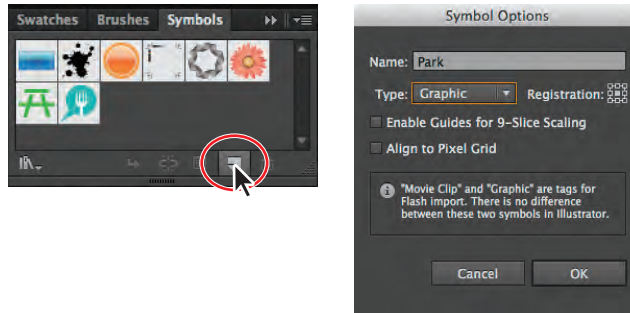 Swatches Brushes Symbols
Symbol Options
Name: Park
Type: Graphic Registration:
Enable Guides for 9-Slice Scaling
Align to Pixel Grid
"Movie Clip" and "Graphic" are tags for
Flash import. There is no difference
between these two symbols in Illustrator.
Cancel OK